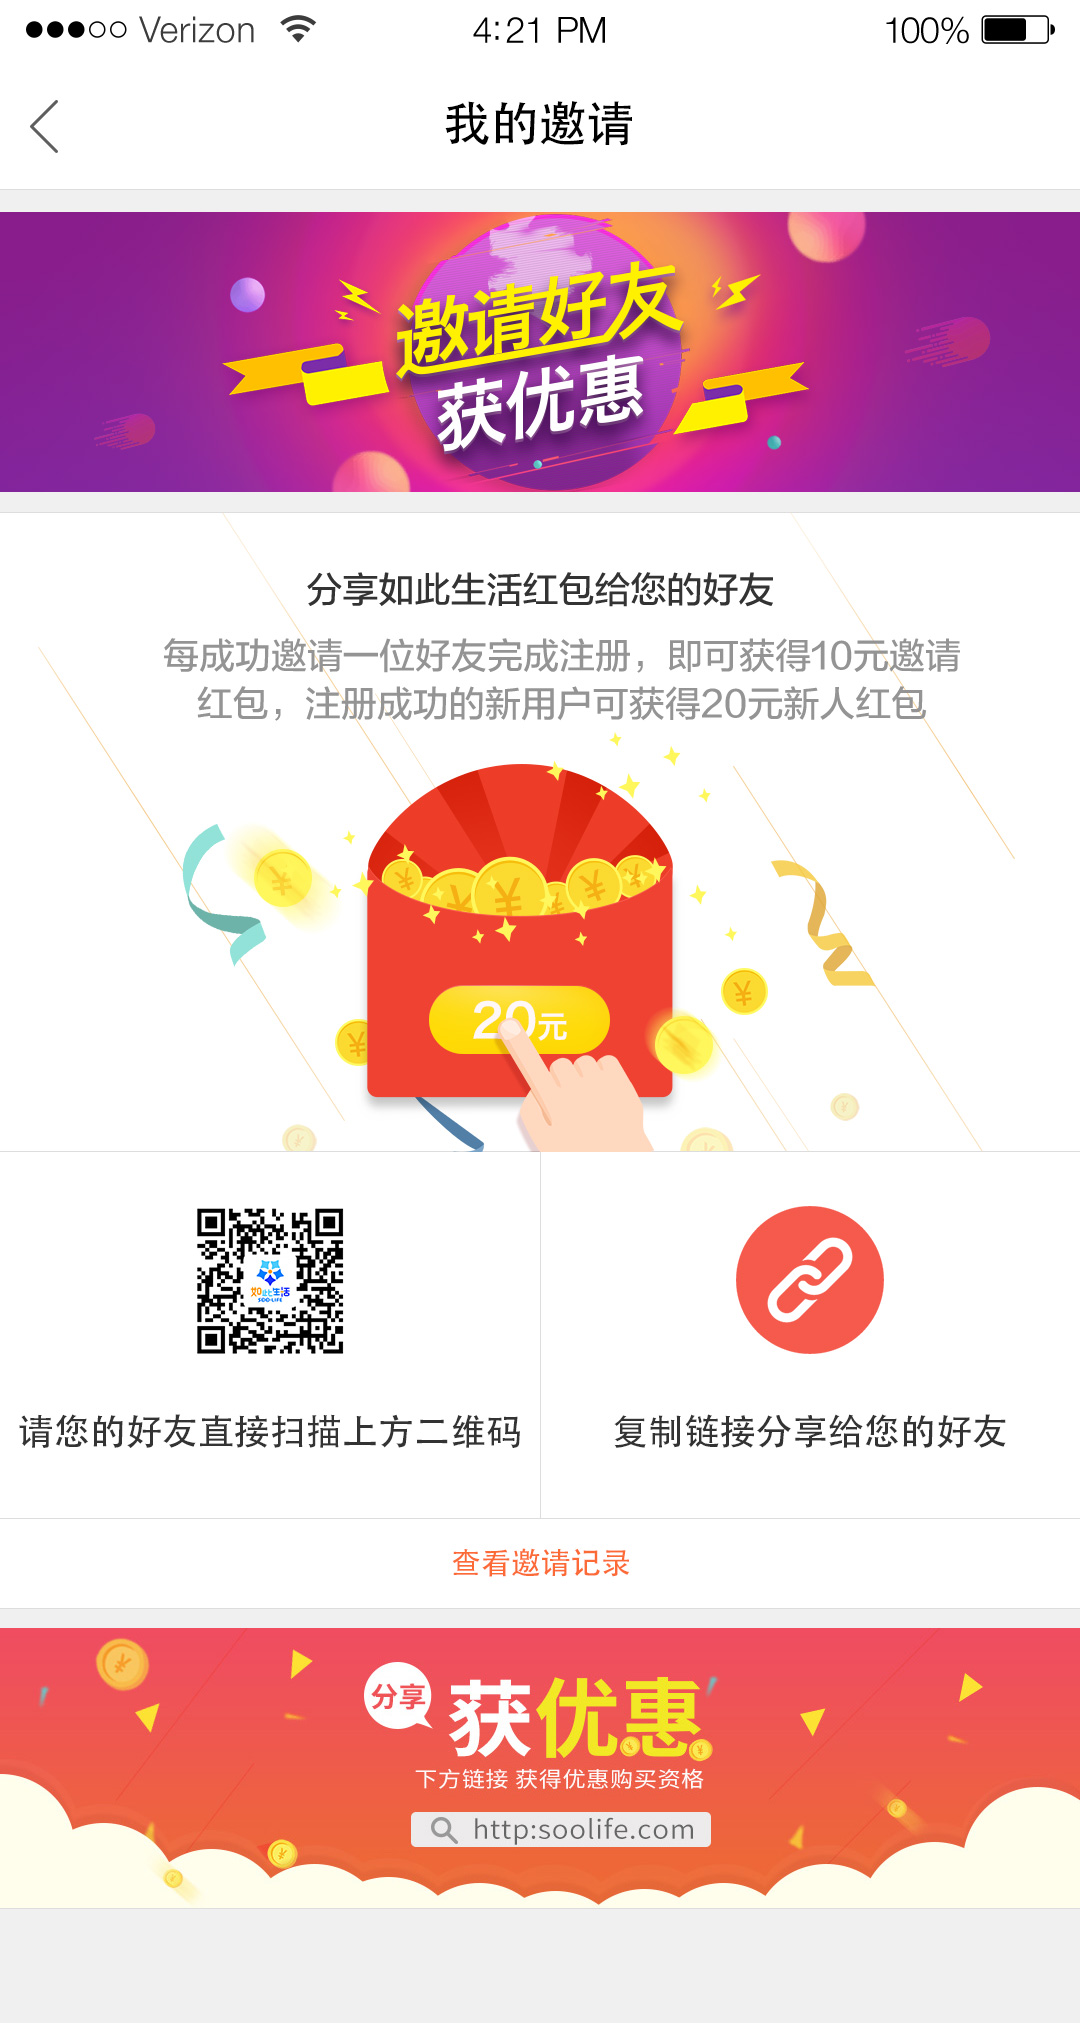 Verizon 4:21 PM 100%
我的邀请
邀请好友
获优惠
分享如此生活红包给您的好友
每成功邀请一位好友完成注册，即可获得10元邀请
红包，注册成功的新用户可获得20元新人红包
20元
如此生活
SOO·LIFE
请您的好友直接扫描上方二维码
复制链接分享给您的好友
查看邀请记录
分享
获优惠
下方链接 获得优惠购买资格
http:soolife.com